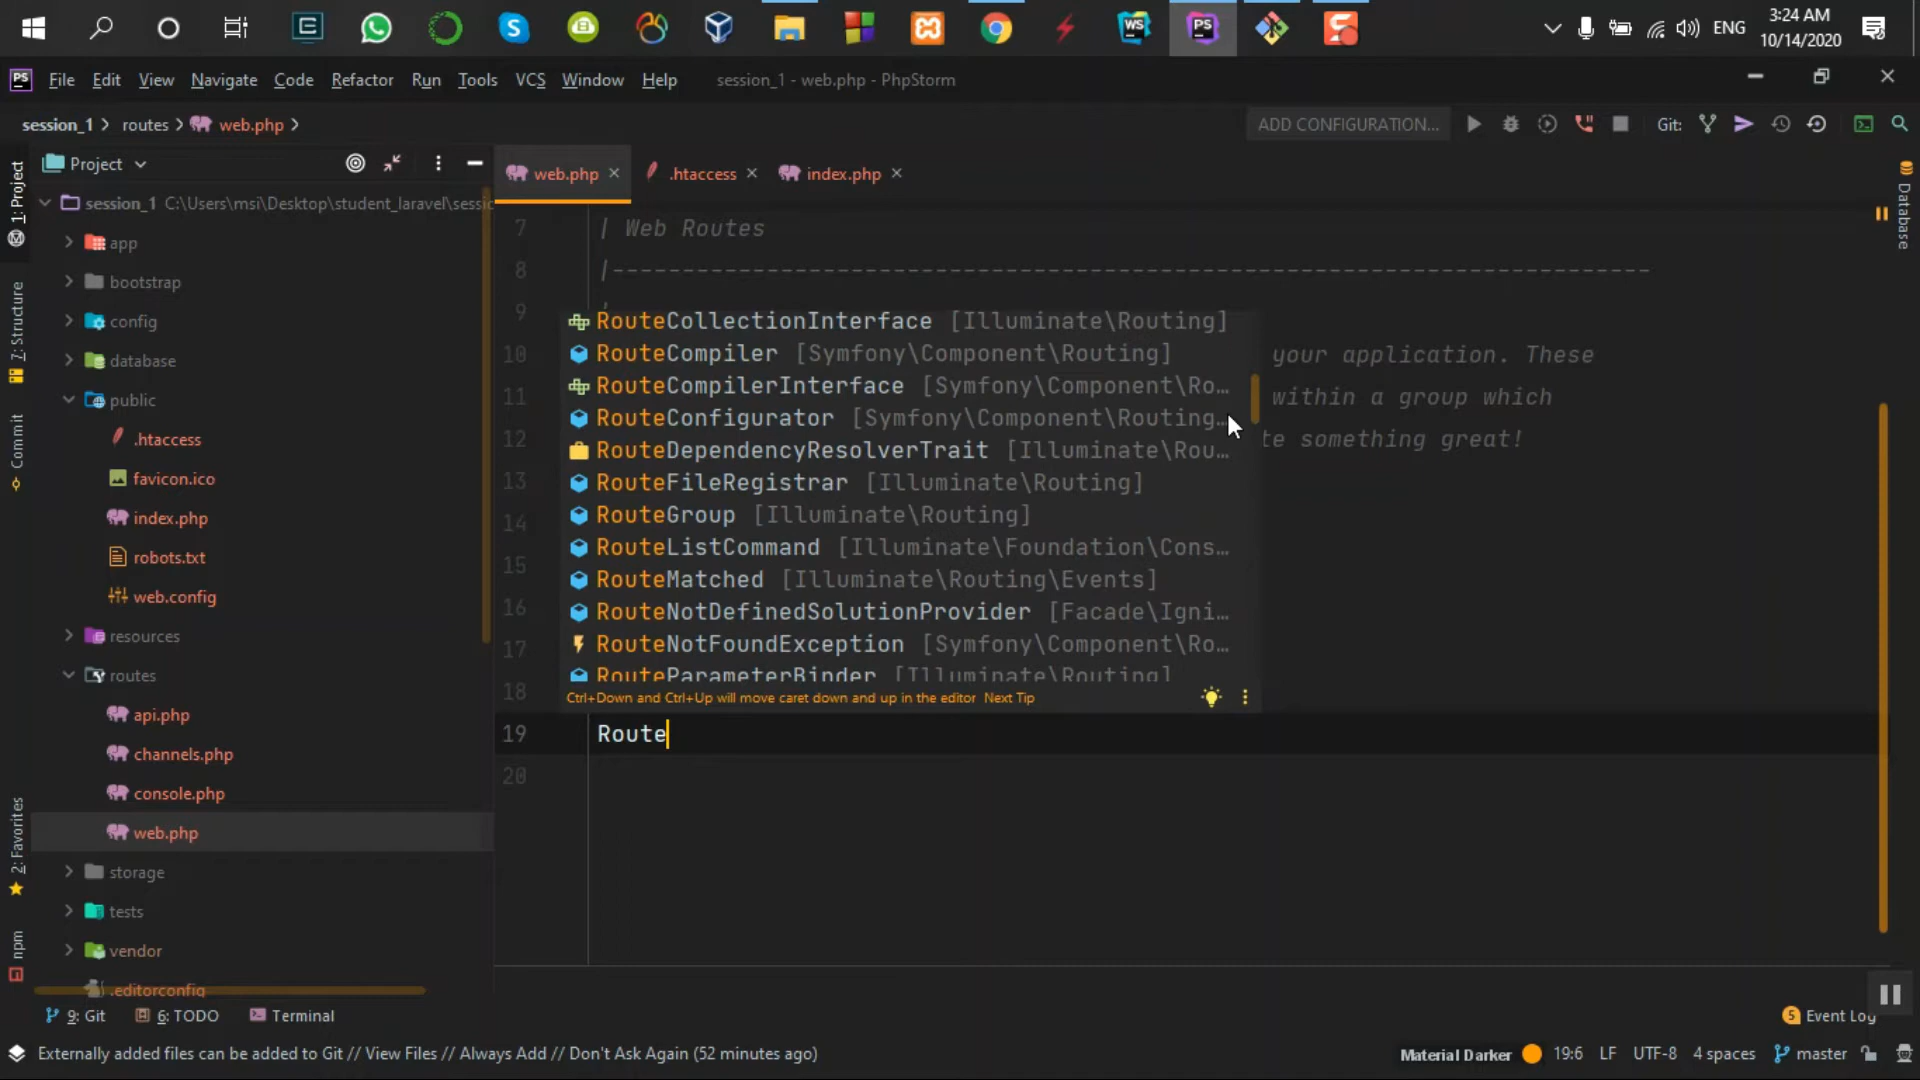 ENG
3:24 AM
10/14/2020
PS
File Edit View Navigate Code Refactor Run Tools VCS Window Help session_1 - web.php - PhpStorm
session_1 routes web.php
ADD CONFIGURATION... Git:
Project
web.php .htaccess index.php
session_1 C:\Users\msi\Desktop\student_laravel\sessi
app
bootstrap
config
database
public
.htaccess
favicon.ico
index.php
robots.txt
web.config
resources
routes
api.php
channels.php
console.php
web.php
storage
tests
vendor
.editorconfig
1: Project
7: Structure
Commit
2: Favorites
npm
7 | Web Routes
8 |--------------------------------------------------------------------------
9
10 your application. These
11 within a group which
12 te something great!
13
14
15
16
17
18
RouteCollectionInterface [Illuminate\Routing]
RouteCompiler [Symfony\Component\Routing]
RouteCompilerInterface [Symfony\Component\Ro...
RouteConfigurator [Symfony\Component\Routing...
RouteDependencyResolverTrait [Illuminate\Rou...
RouteFileRegistrar [Illuminate\Routing]
RouteGroup [Illuminate\Routing]
RouteListCommand [Illuminate\Foundation\Cons...
RouteMatched [Illuminate\Routing\Events]
RouteNotDefinedSolutionProvider [Facade\Igni...
RouteNotFoundException [Symfony\Component\Ro...
RouteParameterBinder [Illuminate\Routing]
Ctrl+Down and Ctrl+Up will move caret down and up in the editor Next Tip
19 Route
20
Database
9: Git 6: TODO Terminal
5 Event Log
Externally added files can be added to Git // View Files // Always Add // Don't Ask Again (52 minutes ago)
Material Darker 19:6 LF UTF-8 4 spaces master